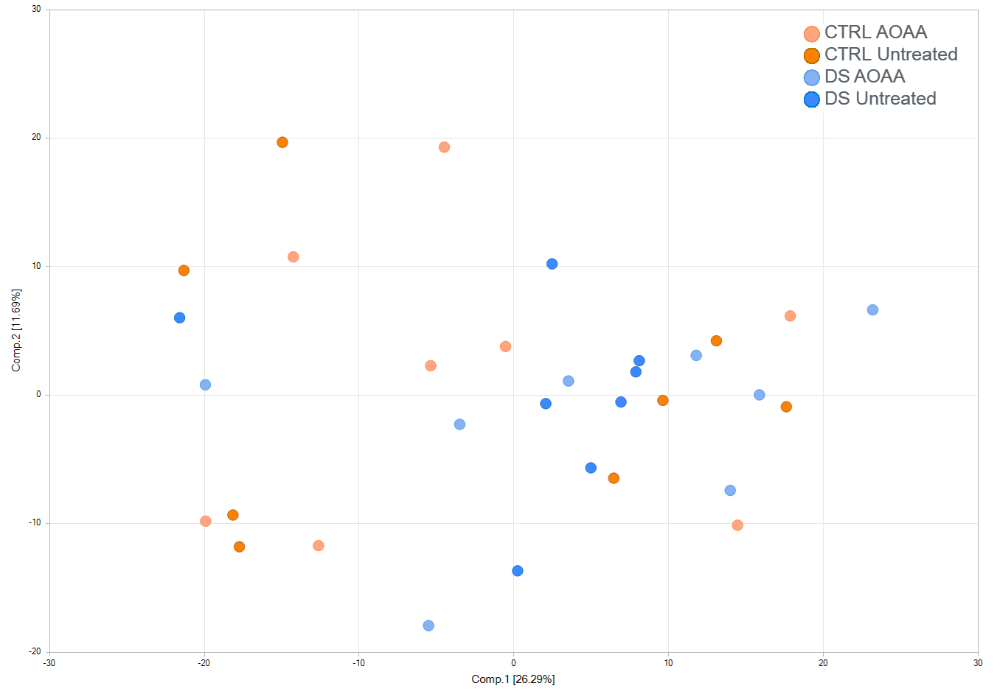 30
CTRL AOAA
CTRL Untreated
DS AOAA
DS Untreated
20
10
Comp.2 [11.69%]
0
-10
-20
-30 -20 -10 0 10 20 30
Comp.1 [26.29%]